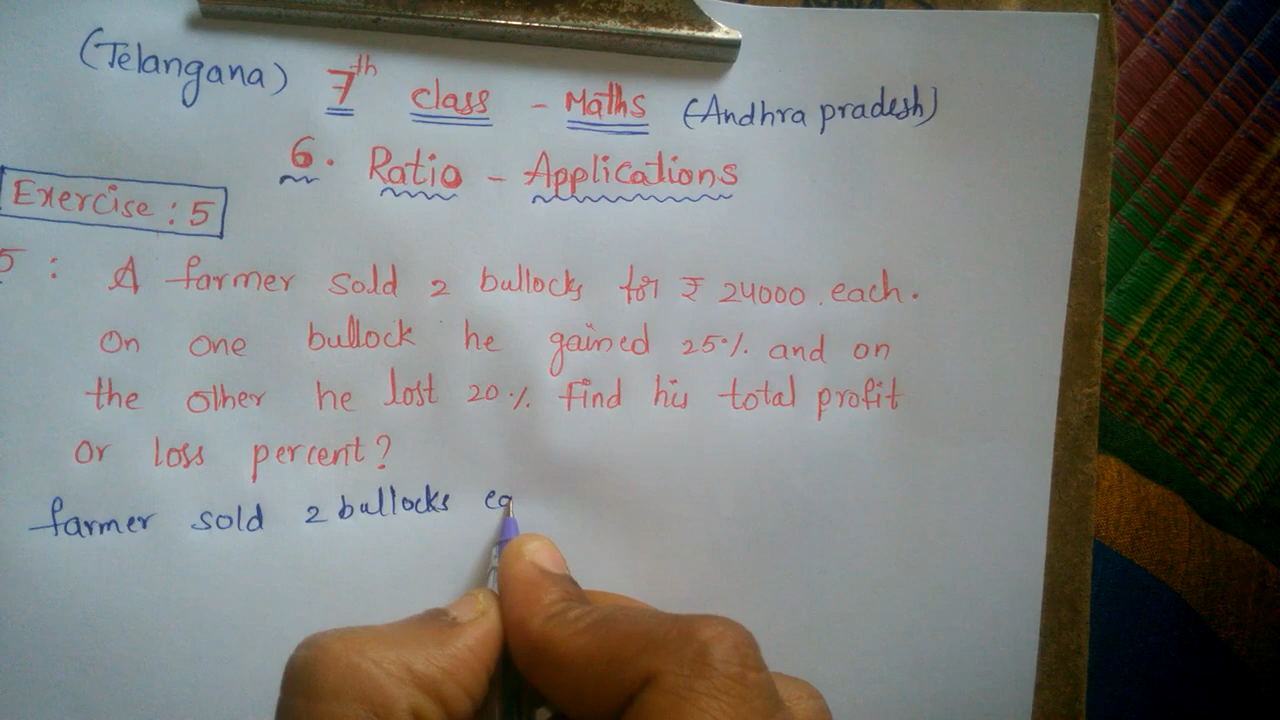 (Telangana) 7th class - Maths (Andhra pradesh)
6. Ratio - Applications
Exercise: 5
5 : A farmer sold 2 bullocks for ₹ 24000 each.
On one bullock he gained 25% and on
the other he lost 20% find his total profit
or loss percent?
farmer sold 2 bullocks ea